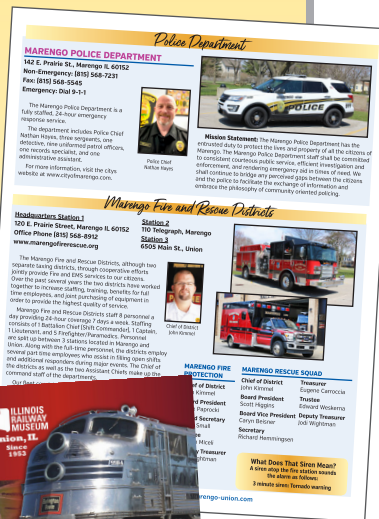 Police Department
MARENGO POLICE DEPARTMENT
142 E. Prairie St., Marengo IL 60152
Non-Emergency: (815) 568-7231
Fax: (815) 568-5545
Emergency: Dial 9-1-1
The Marengo Police Department is a
fully staffed, 24-hour emergency
response service.
The department includes Police Chief
Nathan Hayes, three sergeants, one
detective, nine uniformed patrol officers,
one records specialist, and one
administrative assistant.
For more information, visit the citys
website at www.cityofmarengo.com.
Police Chief
Nathan Hayes
POLICE
Mission Statement: The Marengo Police Department has the
entrusted duty to protect the lives and property of all the citizens of
Marengo. The Marengo Police Department staff shall be committed
to consistent courteous public service, efficient investigation and
enforcement, and rendering emergency aid in times of need. We
shall continue to bridge any perceived gaps between the citizens
and the police to facilitate the exchange of information and
embrace the philosophy of community oriented policing.
Marengo Fire and Rescue Districts
Headquarters Station 1
120 E. Prairie Street, Marengo, IL 60152
Office Phone (815) 568-8912
www.marengofirerescue.org
Station 2
110 Telegraph, Marengo
Station 3
6505 Main St., Union
The Marengo Fire and Rescue Districts, although two
separate taxing districts, through cooperative efforts
jointly provide Fire and EMS services to our citizens.
Over the past several years the two districts have worked
together to increase staffing, training, benefits for full
time employees, and joint purchasing of equipment in
order to provide the highest quality of service.
Marengo Fire and Rescue Districts staff 8 personnel a
day providing 24-hour coverage 7 days a week. Staffing
consists of 1 Battalion Chief (Shift Commander), 1 Captain,
1 Lieutenant, and 5 Firefighter/Paramedics. Personnel
are split up between 3 stations located in Marengo and
Union. Along with the full-time personnel, the districts employ
several part time employees who assist in filling open shifts
and additional responders during major events. The Chief of
the districts as well as the two Assistant Chiefs make up the
command staff of the departments.
Our
Chief of District
John Kimmel
MARENGO FIRE
PROTECTION
of District
Kimmel
President
Paprocki
Secretary
Small
Miceli
Treasurer
Wightman
MARENGO RESCUE SQUAD
Chief of District
John Kimmel
Board President
Scott Higgins
Board Vice President
Caryn Beisner
Secretary
Richard Hemmingsen
Treasurer
Eugene Carroccia
Trustee
Edward Weskerna
Deputy Treasurer
Jodi Wightman
What Does That Siren Mean?
A siren atop the fire station sounds
the alarm as follows:
3 minute siren: Tornado warning
arengo-union.com
ILLINOIS
RAILWAY
MUSEUM
nion, IL
Since
1953